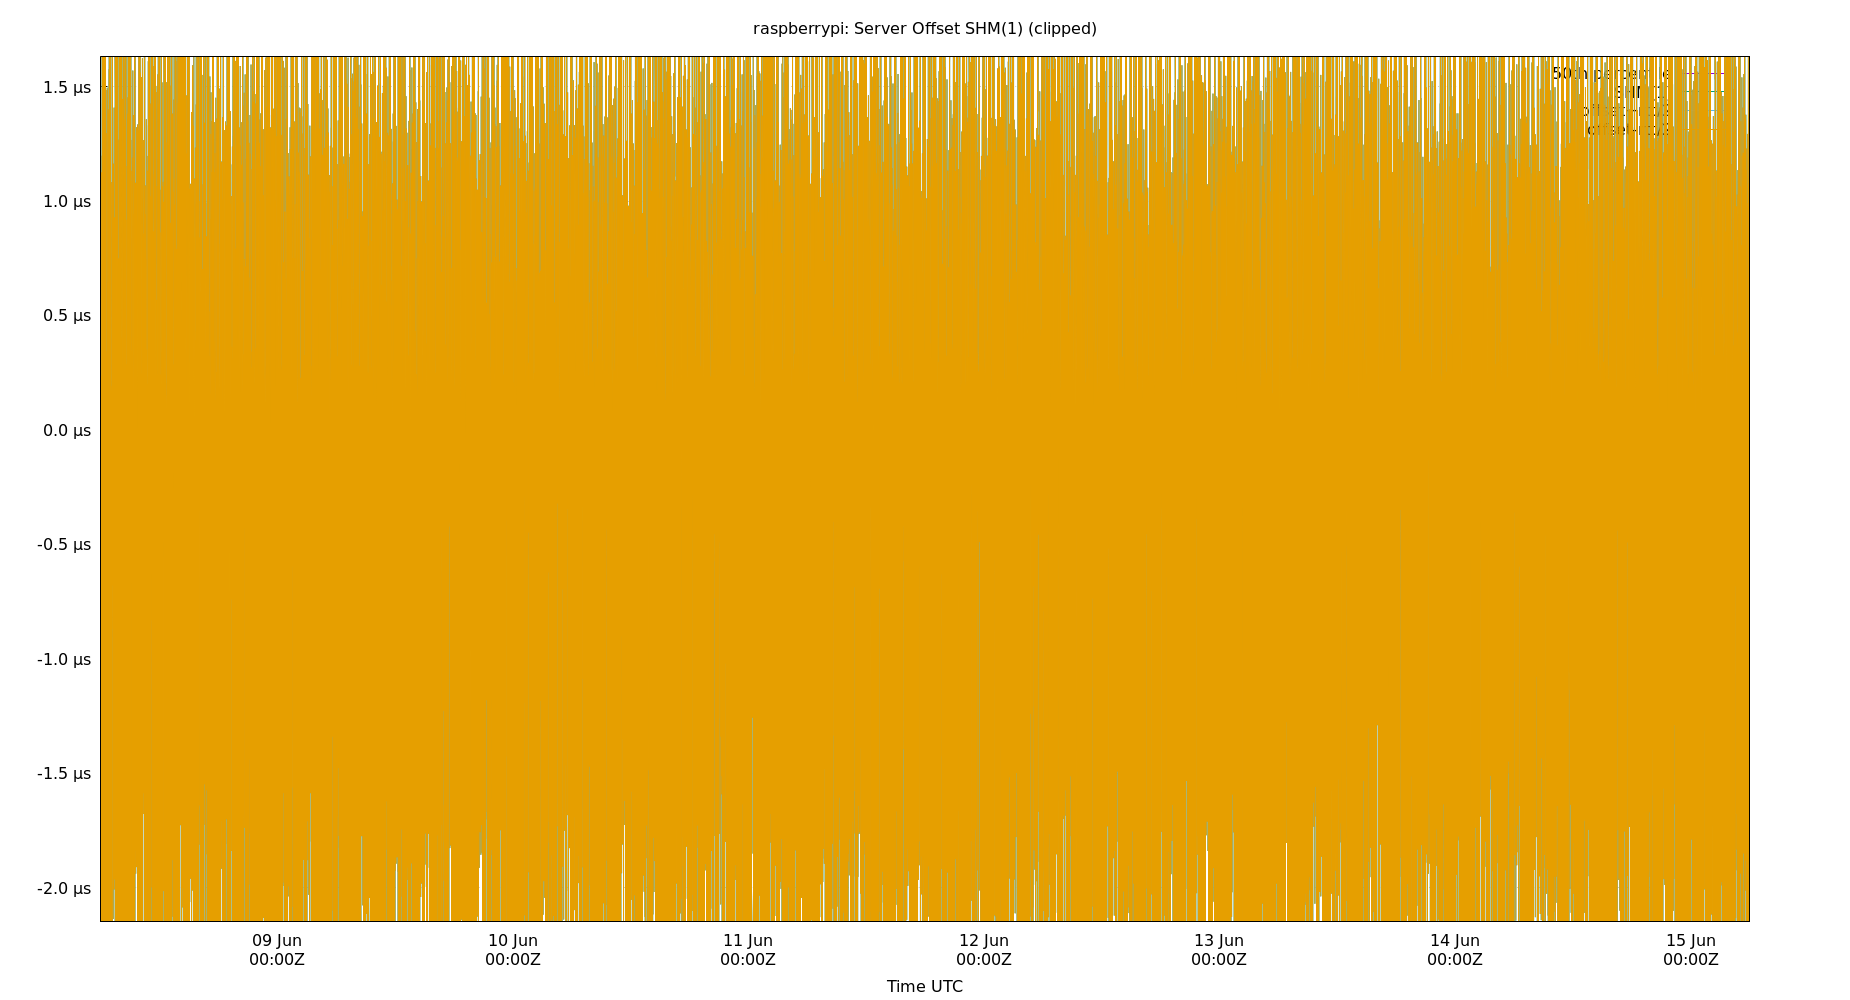 raspberrypi: Server Offset SHM(1) (clipped)
1.5 µs
1.0 µs
0.5 µs
0.0 µs
-0.5 µs
-1.0 µs
-1.5 µs
-2.0 µs
09 Jun
00:00Z
10 Jun
00:00Z
11 Jun
00:00Z
12 Jun
00:00Z
13 Jun
00:00Z
14 Jun
00:00Z
15 Jun
00:00Z
Time UTC